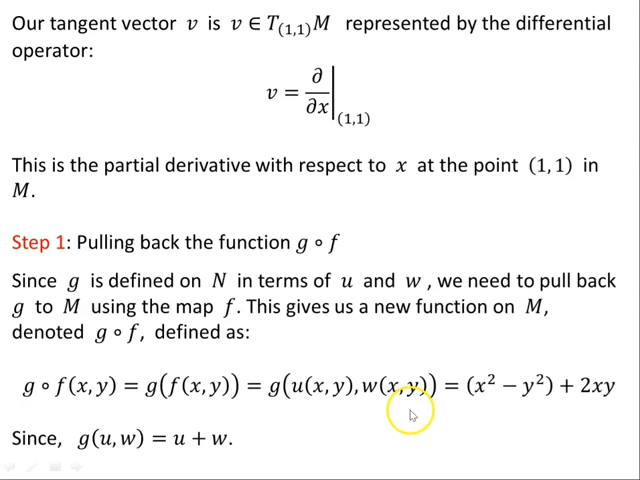 Our tangent vector v is v ∈ T₍₁,₁₎M represented by the differential
operator:
v = ∂/∂x|₍₁,₁₎
This is the partial derivative with respect to x at the point (1, 1) in
M.
Step 1: Pulling back the function g ∘ f
Since g is defined on N in terms of u and w , we need to pull back
g to M using the map f. This gives us a new function on M,
denoted g ∘ f, defined as:
g ∘ f(x, y) = g(f(x, y)) = g(u(x, y), w(x, y)) = (x² − y²) + 2xy
Since, g(u, w) = u + w.